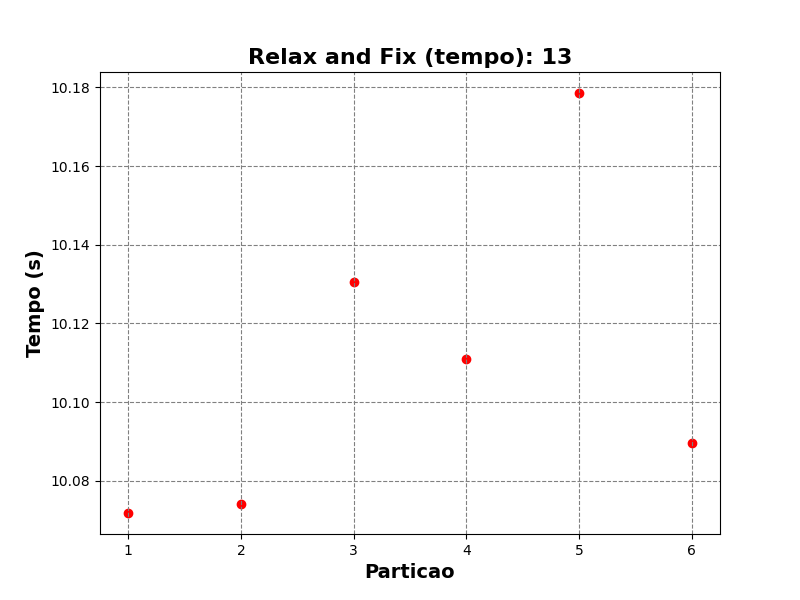 Relax and Fix (tempo): 13
10.18
10.16
10.14
10.12
10.10
10.08
Tempo (s)
1 2 3 4 5 6
Particao